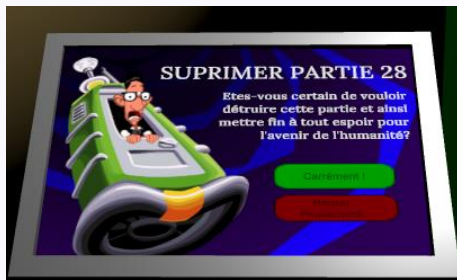 SUPRIMER PARTIE 28
Etes-vous certain de vouloir
détruire cette partie et ainsi
mettre fin à tout espoir pour
l'avenir de l'humanité?
Carrément !